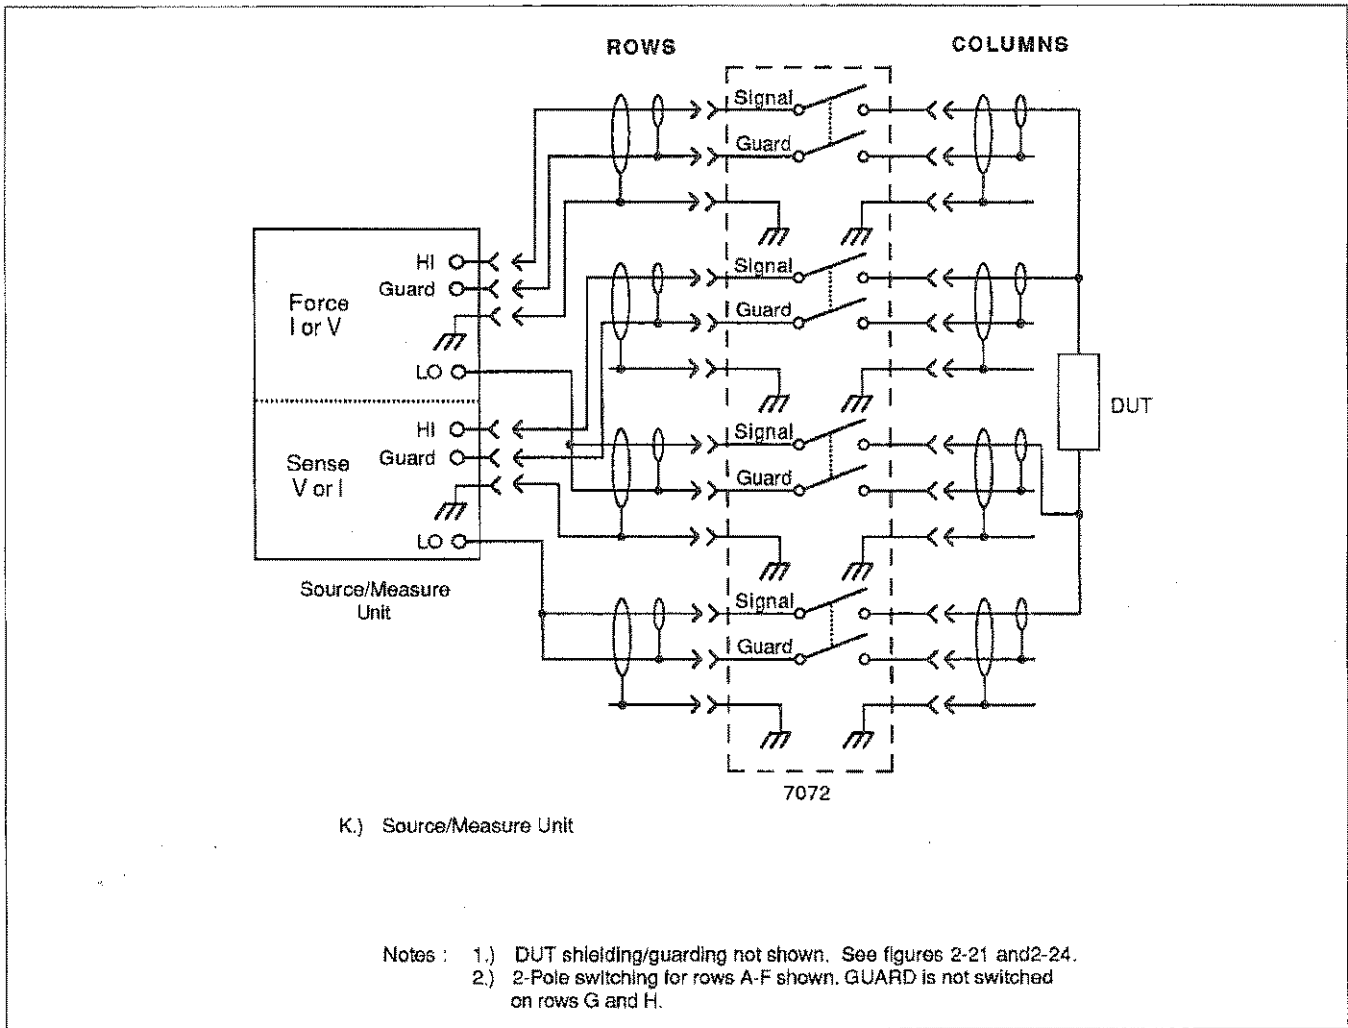 ROWS
COLUMNS
Signal
Guard
HI
Guard
Force
I or V
LO
Signal
Guard
DUT
HI
Guard
Sense
V or I
LO
Signal
Guard
Source/Measure
Unit
Signal
Guard
7072
K.) Source/Measure Unit
Notes : 1.) DUT shielding/guarding not shown. See figures 2-21 and2-24.
2.) 2-Pole switching for rows A-F shown. GUARD is not switched
on rows G and H.